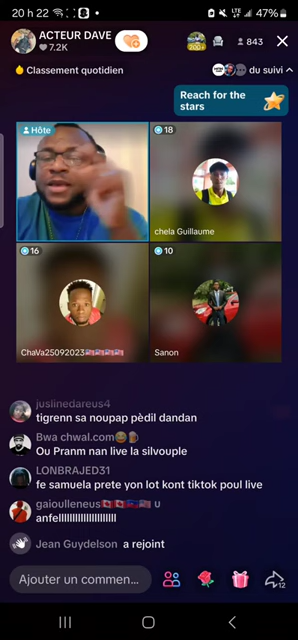 20 h 22
LTE
47%
ACTEUR DAVE
7.2K
843
Classement quotidien
du suivi
Reach for the
stars
Hôte
18
chela Guillaume
16
10
ChaVa25092023
Sanon
juslinedareus4
tigrenn sa noupap pèdil dandan
Bwa chwal.com
Ou Pranm nan live la silvouple
LONBRAJED31
fe samuela prete yon lot kont tiktok poul live
gaioulleneus
anfelllllllllllllllllllll
Jean Guydelson a rejoint
Ajouter un commen...
12